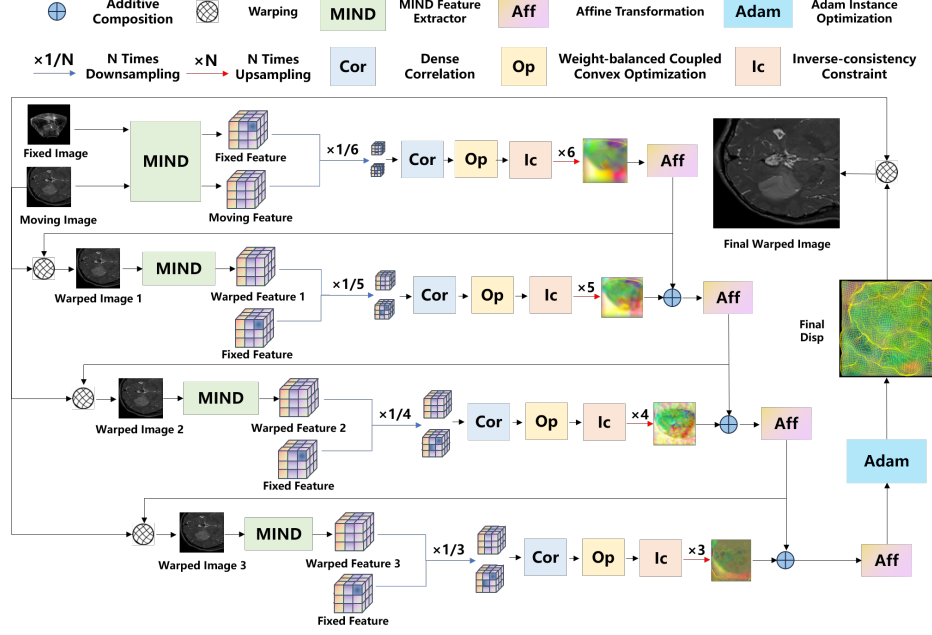 Additive
Composition
Warping
MIND
MIND Feature
Extractor
Aff
Affine Transformation
Adam
Adam Instance
Optimization
×1/N
N Times
Downsampling
×N
N Times
Upsampling
Cor
Dense
Correlation
Op
Weight-balanced Coupled
Convex Optimization
Ic
Inverse-consistency
Constraint
Fixed Image
Moving Image
MIND
Fixed Feature
Moving Feature
×1/6
Cor
Op
Ic
×6
Aff
Final Warped Image
Warped Image 1
MIND
Warped Feature 1
Fixed Feature
×1/5
Cor
Op
Ic
×5
Aff
Final
Disp
Warped Image 2
MIND
Warped Feature 2
Fixed Feature
×1/4
Cor
Op
Ic
×4
Aff
Adam
Warped Image 3
MIND
Warped Feature 3
Fixed Feature
×1/3
Cor
Op
Ic
×3
Aff